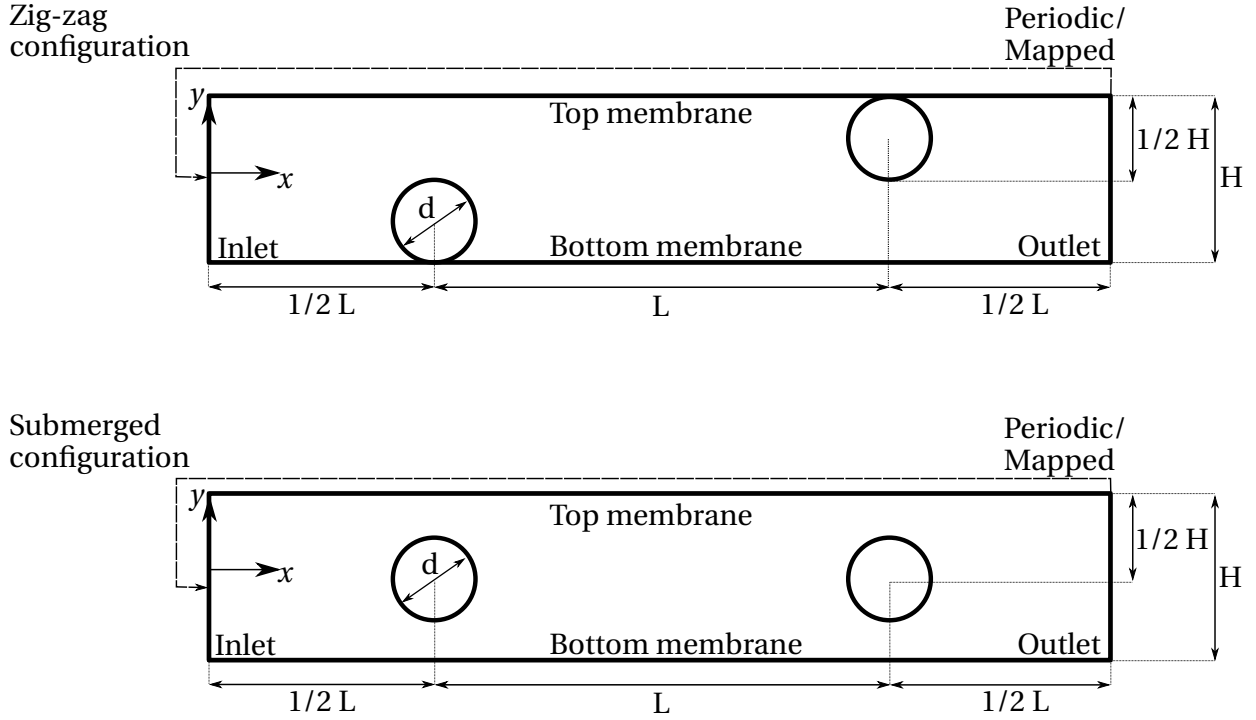 Zig-zag
configuration
Periodic/
Mapped
y
Top membrane
1/2 H
x
H
d
Inlet
Bottom membrane
Outlet
1/2 L
L
1/2 L
Submerged
configuration
Periodic/
Mapped
y
Top membrane
1/2 H
d
x
H
Inlet
Bottom membrane
Outlet
1/2 L
L
1/2 L